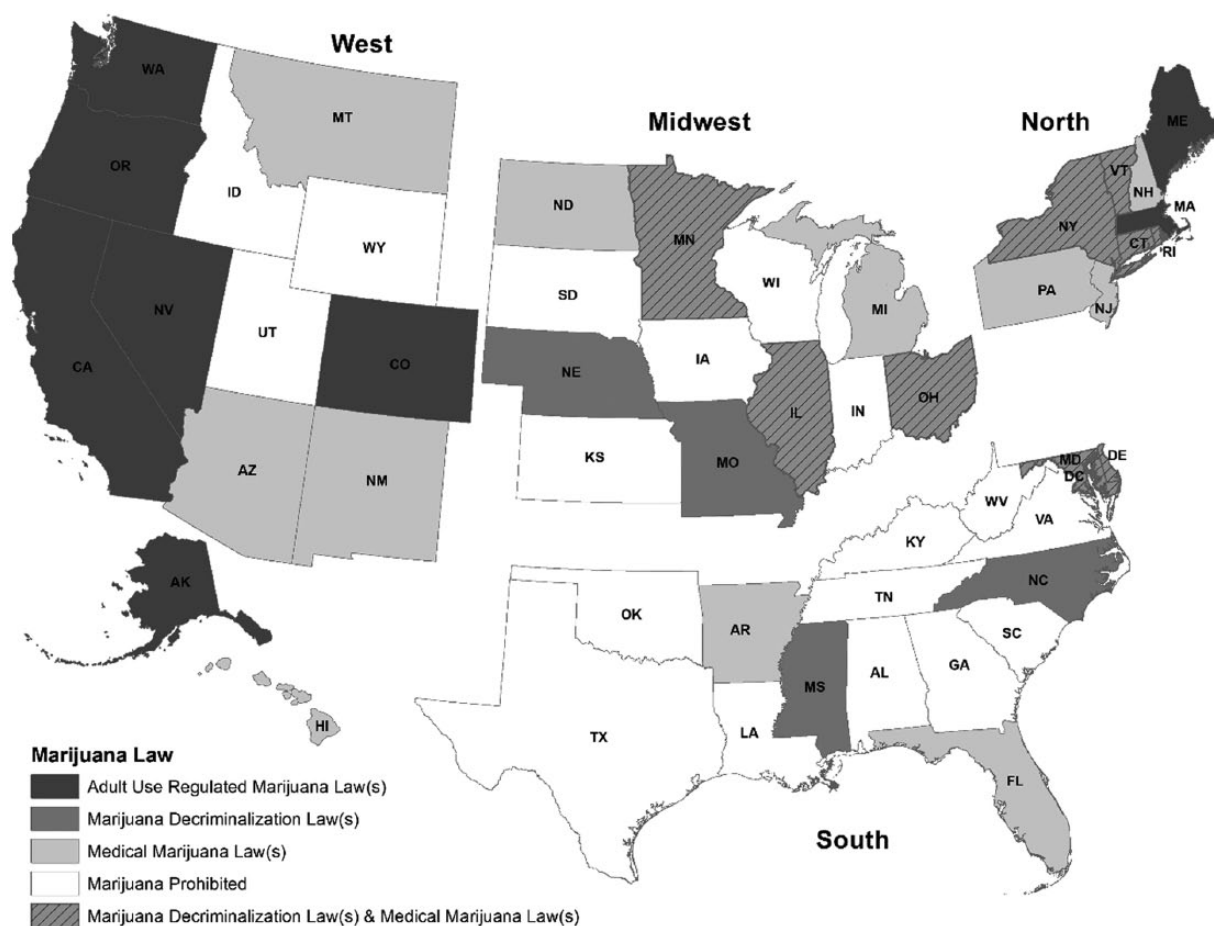 West
Midwest
North
South
WA
OR
CA
NV
ID
MT
WY
UT
CO
AZ
NM
AK
HI
ND
SD
NE
KS
MN
IA
MO
WI
IL
MI
IN
OH
ME
VT
NH
MA
NY
CT
RI
PA
NJ
MD
DE
DC
WV
VA
KY
NC
TN
SC
OK
AR
MS
AL
GA
TX
LA
FL
Marijuana Law
Adult Use Regulated Marijuana Law(s)
Marijuana Decriminalization Law(s)
Medical Marijuana Law(s)
Marijuana Prohibited
Marijuana Decriminalization Law(s) & Medical Marijuana Law(s)